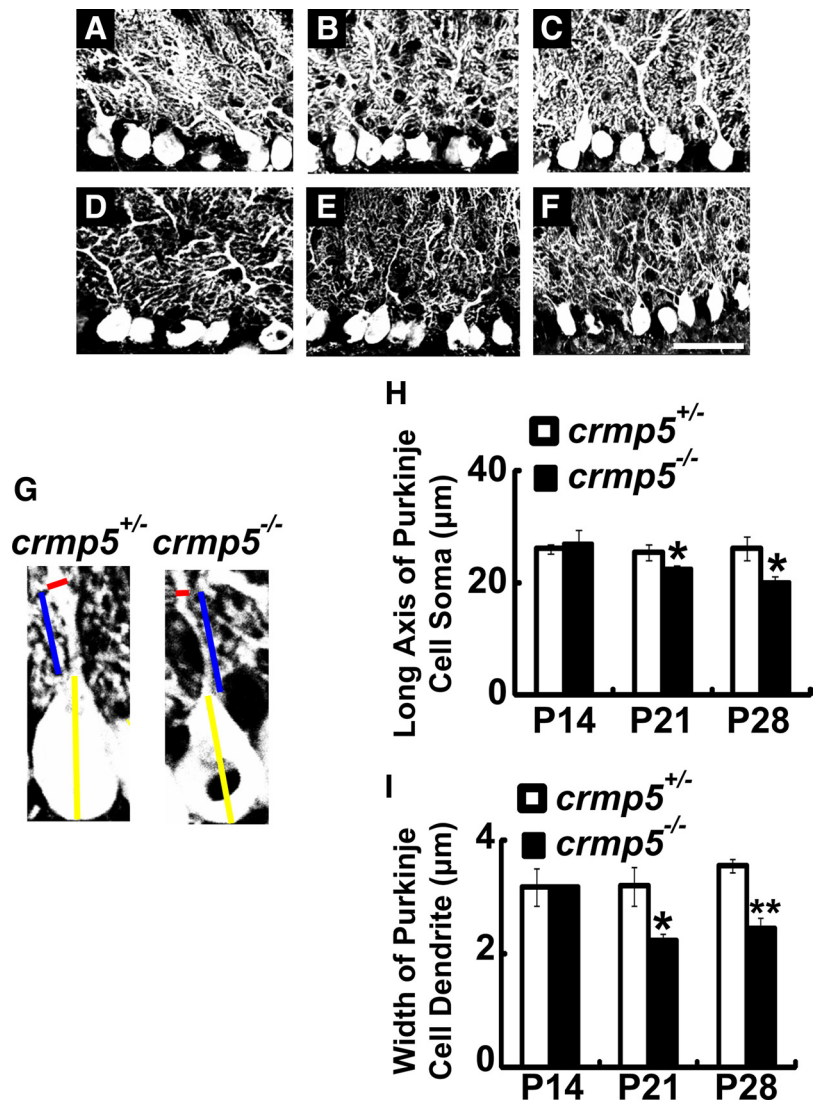 A
B
C
D
E
F
G
crmp5+/- crmp5-/-
H
crmp5+/-
crmp5-/-
Long Axis of Purkinje
Cell Soma (µm)
40
20
0
*
*
P14 P21 P28
I
crmp5+/-
crmp5-/-
Width of Purkinje
Cell Dendrite (µm)
4
2
0
*
**
P14 P21 P28